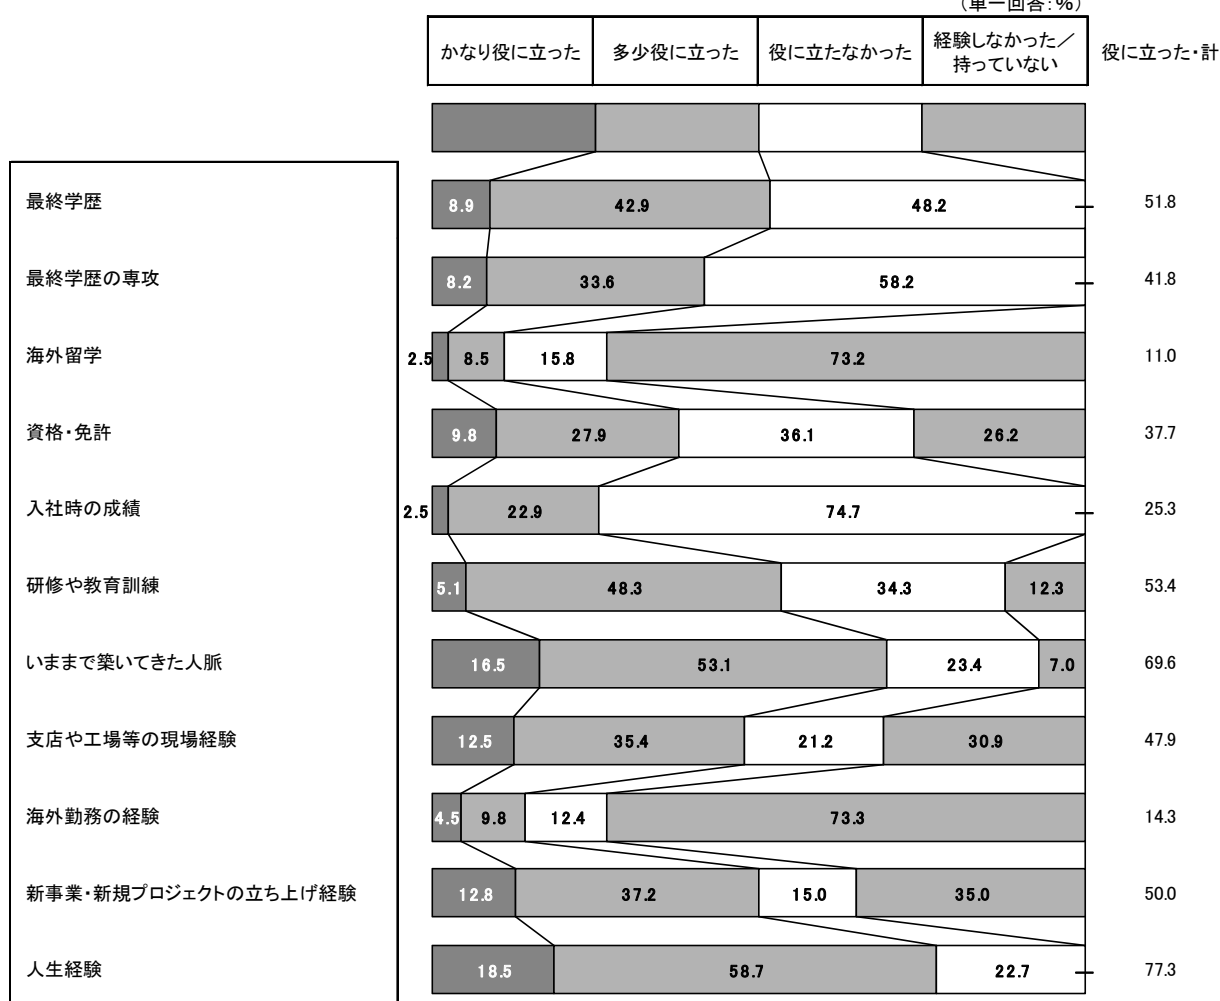 （単一回答：％）
かなり役に立った 多少役に立った 役に立たなかった 経験しなかった／ 役に立った・計
持っていない
最終学歴 8.9 42.9 48.2 51.8
最終学歴の専攻 8.2 33.6 58.2 41.8
海外留学 2.5 8.5 15.8 73.2 11.0
資格・免許 9.8 27.9 36.1 26.2 37.7
入社時の成績 2.5 22.9 74.7 25.3
研修や教育訓練 5.1 48.3 34.3 12.3 53.4
いままで築いてきた人脈 16.5 53.1 23.4 7.0 69.6
支店や工場等の現場経験 12.5 35.4 21.2 30.9 47.9
海外勤務の経験 4.5 9.8 12.4 73.3 14.3
新事業・新規プロジェクトの立ち上げ経験 12.8 37.2 15.0 35.0 50.0
人生経験 18.5 58.7 22.7 77.3